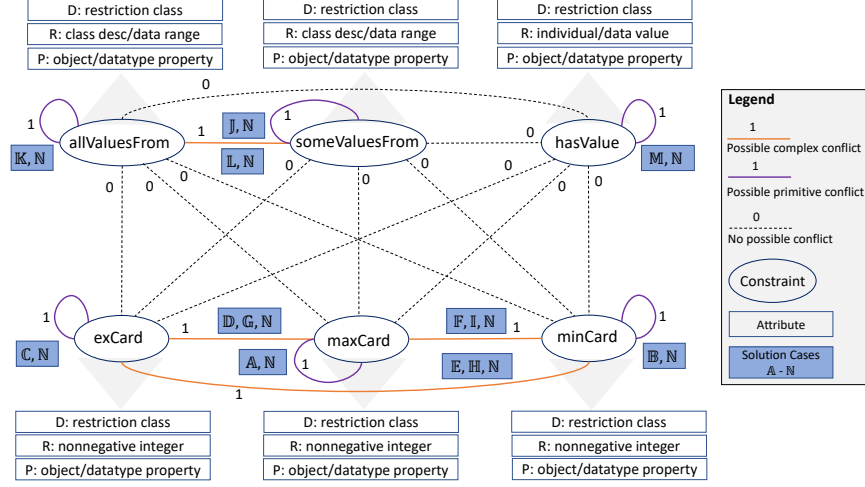 D: restriction class
R: class desc/data range
P: object/datatype property
D: restriction class
R: class desc/data range
P: object/datatype property
D: restriction class
R: individual/data value
P: object/datatype property
0
1
allValuesFrom
𝕂, ℕ
1
𝕁, ℕ
𝕃, ℕ
1
someValuesFrom
0
hasValue
1
𝕄, ℕ
0
0
0
0
0
0
0
0
0
0
1
exCard
ℂ, ℕ
1
𝔻, 𝔾, ℕ
maxCard
𝔸, ℕ
1
𝔽, 𝕀, ℕ
1
𝔼, ℍ, ℕ
minCard
1
𝔹, ℕ
1
D: restriction class
R: nonnegative integer
P: object/datatype property
D: restriction class
R: nonnegative integer
P: object/datatype property
D: restriction class
R: nonnegative integer
P: object/datatype property
Legend
1
Possible complex conflict
1
Possible primitive conflict
0
No possible conflict
Constraint
Attribute
Solution Cases
𝔸 - ℕ